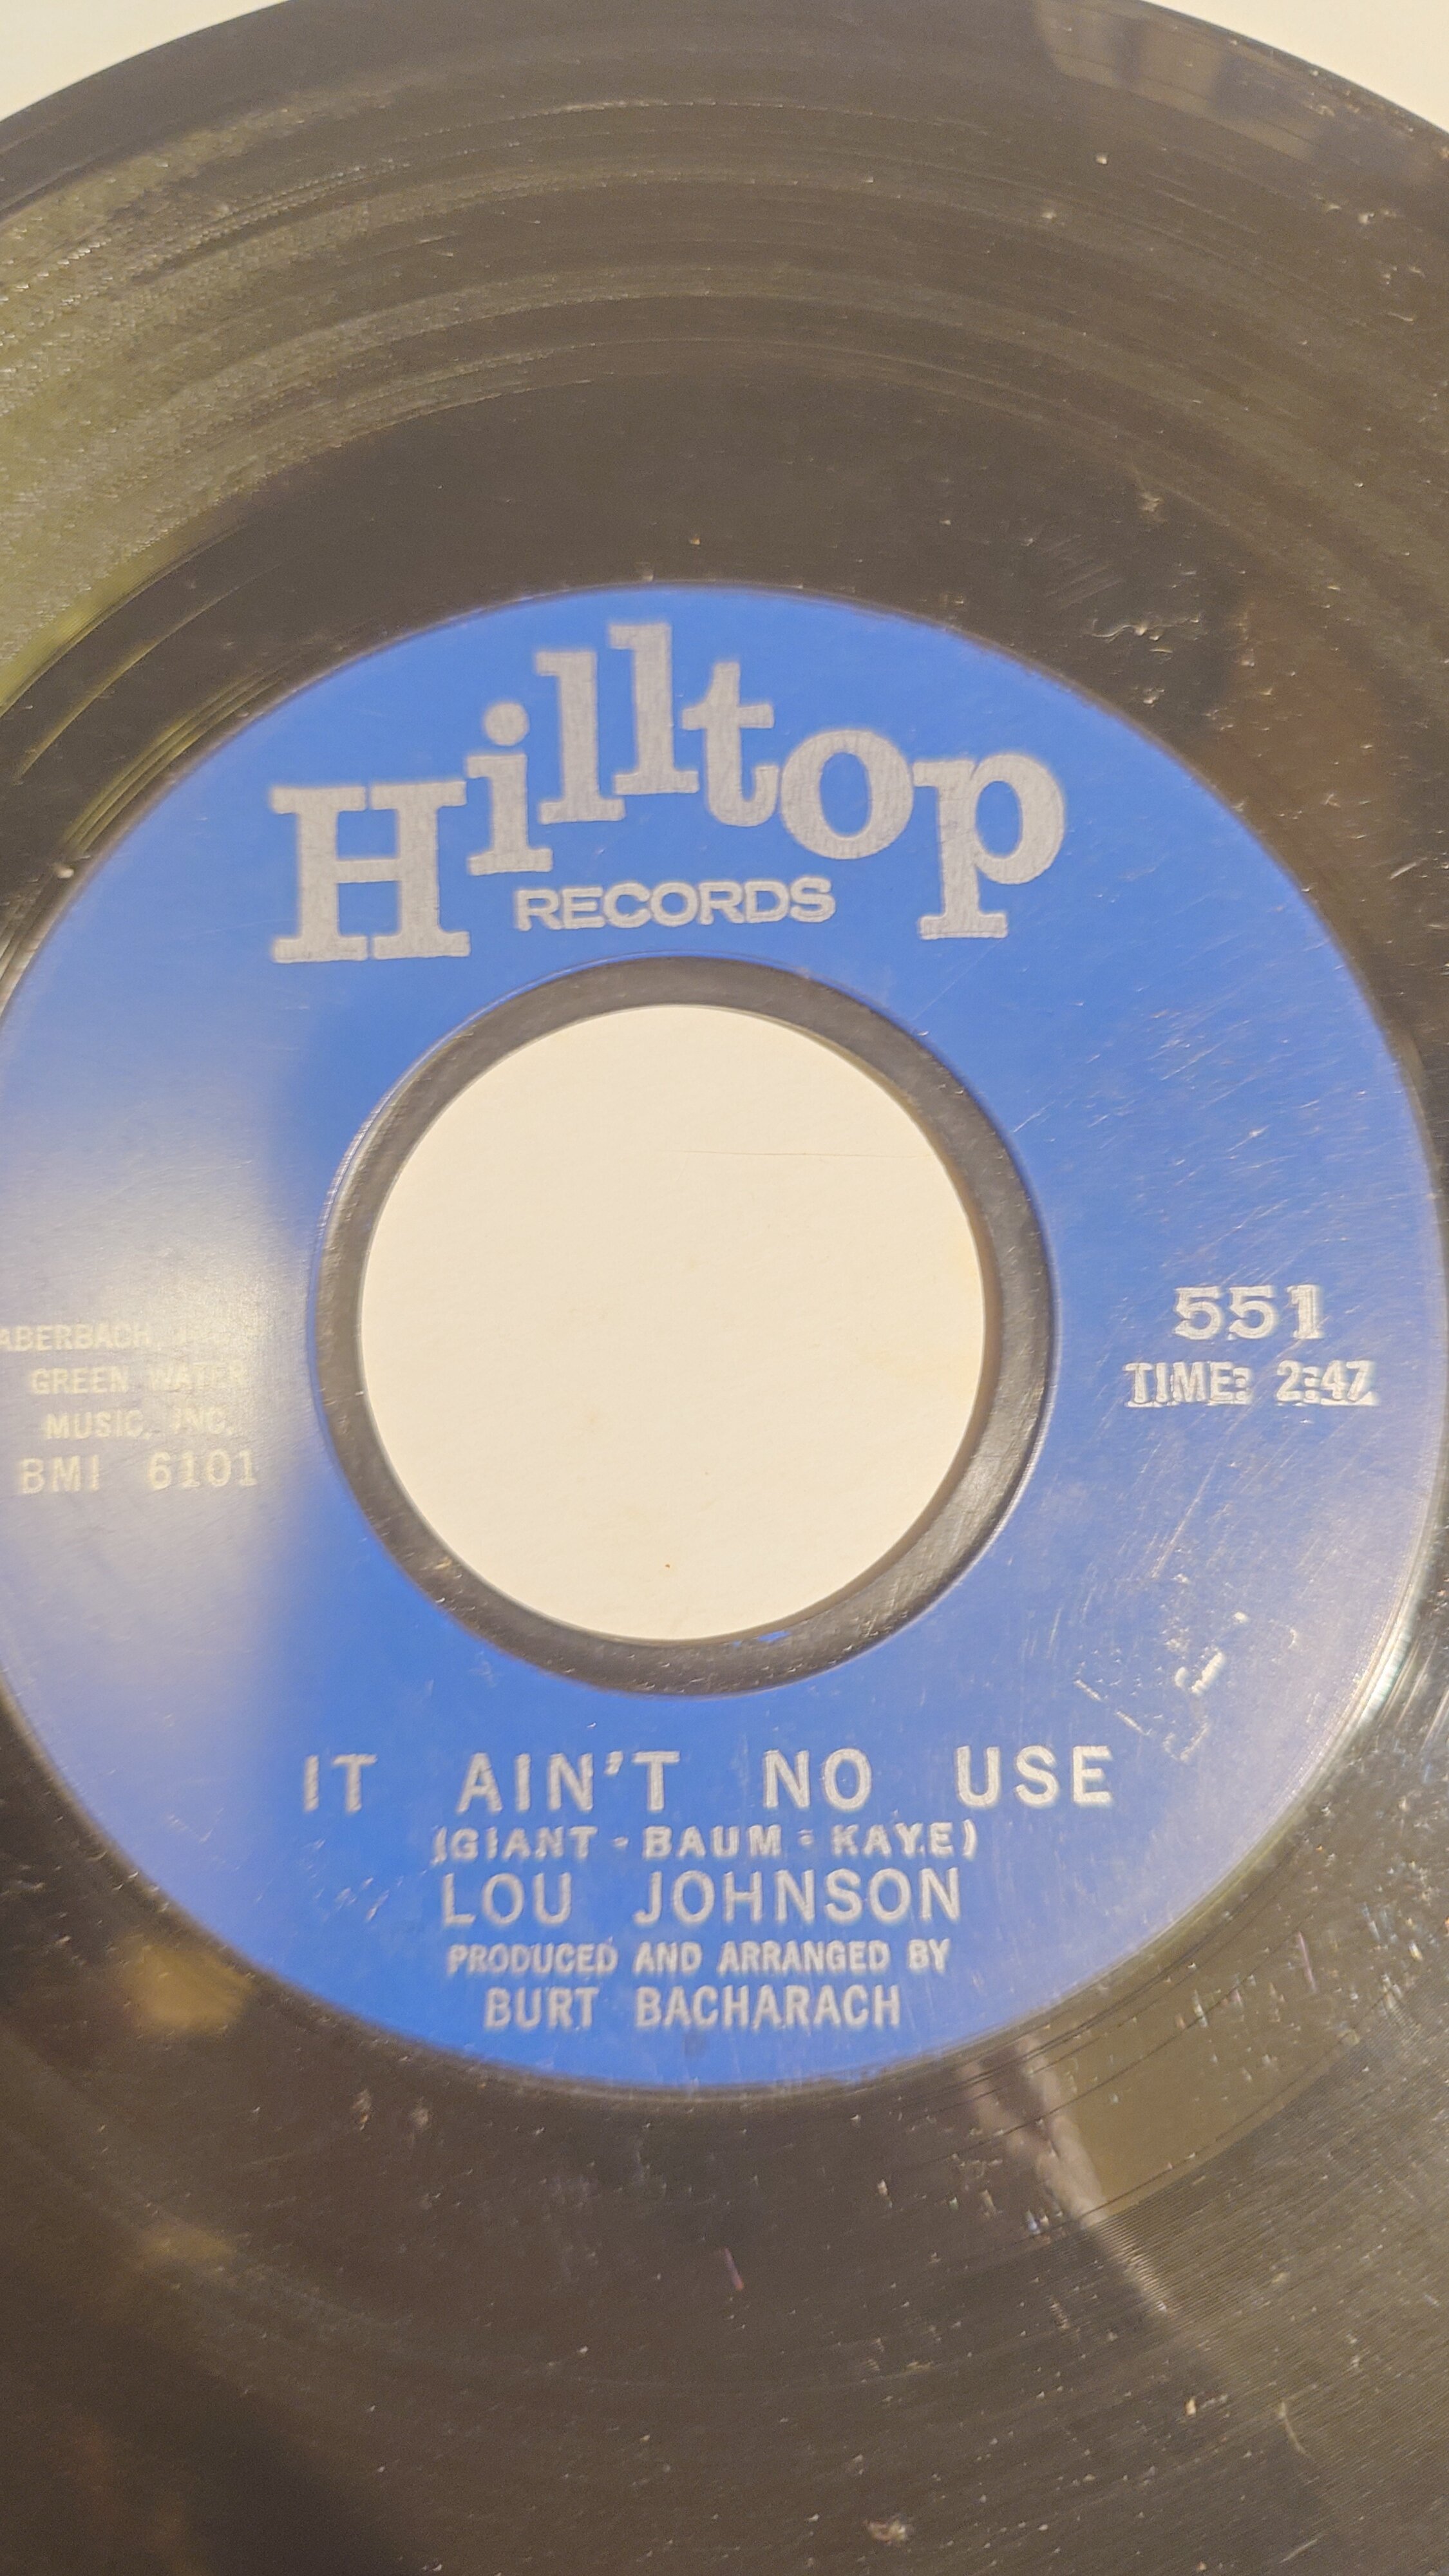 Hilltop
RECORDS
551
TIME: 2:47
ABERBACH,
GREEN WATER
MUSIC, INC.
BMI 6101
IT AIN'T NO USE
(GIANT - BAUM - KAYE)
LOU JOHNSON
PRODUCED AND ARRANGED BY
BURT BACHARACH